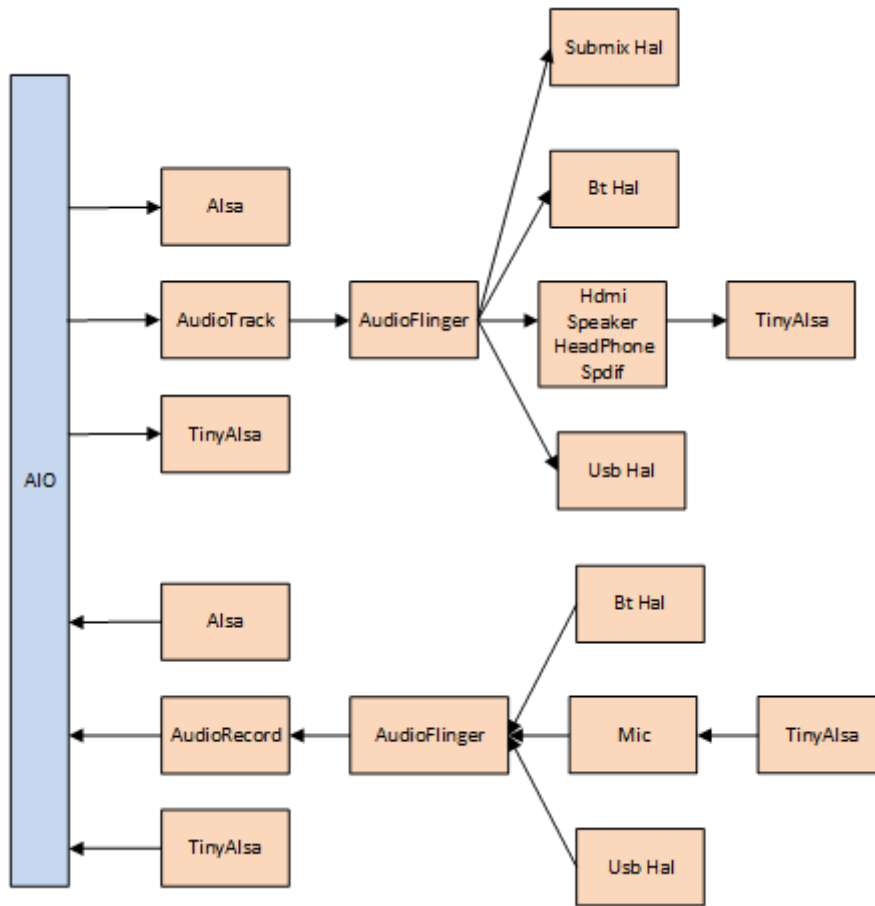 Submix Hal
Bt Hal
Alsa
AudioTrack
AudioFlinger
Hdmi
Speaker
HeadPhone
Spdif
TinyAlsa
TinyAlsa
Usb Hal
AIO
Bt Hal
Alsa
AudioRecord
AudioFlinger
Mic
TinyAlsa
TinyAlsa
Usb Hal